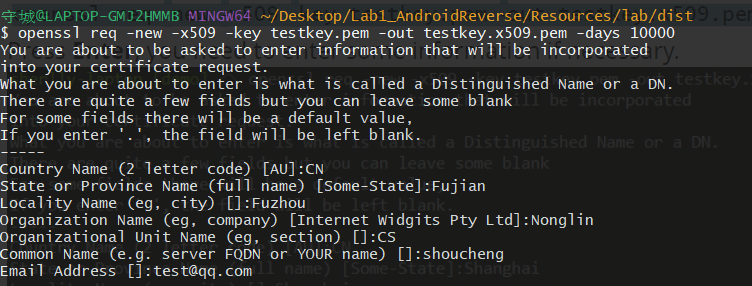 守城@LAPTOP-GMJ2HMMB MINGW64 ~/Desktop/Lab1_AndroidReverse/Resources/lab/dist
$ openssl req -new -x509 -key testkey.pem -out testkey.x509.pem -days 10000
You are about to be asked to enter information that will be incorporated
into your certificate request.
What you are about to enter is what is called a Distinguished Name or a DN.
There are quite a few fields but you can leave some blank
For some fields there will be a default value,
If you enter '.', the field will be left blank.
-----
Country Name (2 letter code) [AU]:CN
State or Province Name (full name) [Some-State]:Fujian
Locality Name (eg, city) []:Fuzhou
Organization Name (eg, company) [Internet Widgits Pty Ltd]:Nonglin
Organizational Unit Name (eg, section) []:CS
Common Name (e.g. server FQDN or YOUR name) []:shoucheng
Email Address []:test@qq.com